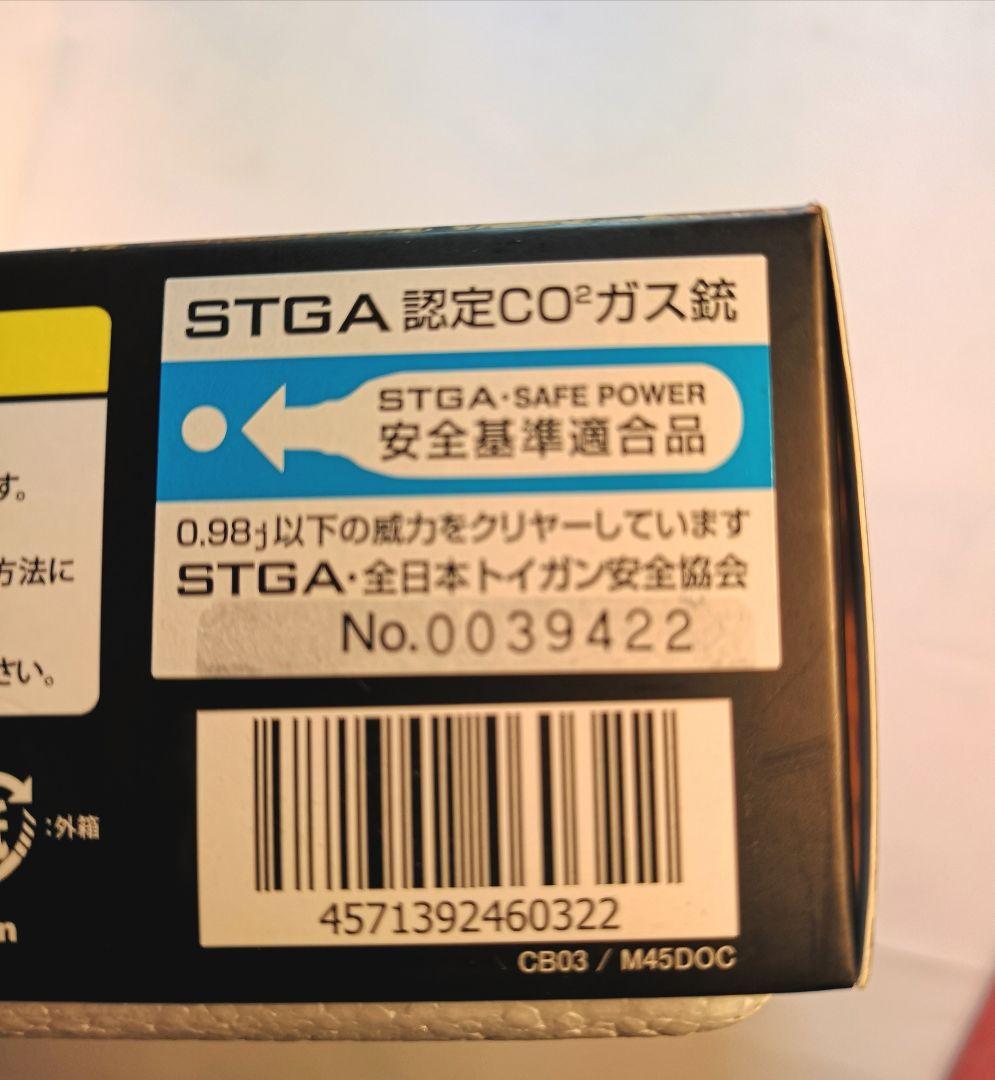 STGA 認定CO²ガス銃
STGA・SAFE POWER
安全基準適合品
0.98j以下の威力をクリヤーしています
STGA・全日本トイガン安全協会
No.0039422
す。
方法に
さい。
:外箱
n
4571392460322
CB03 / M45DOC